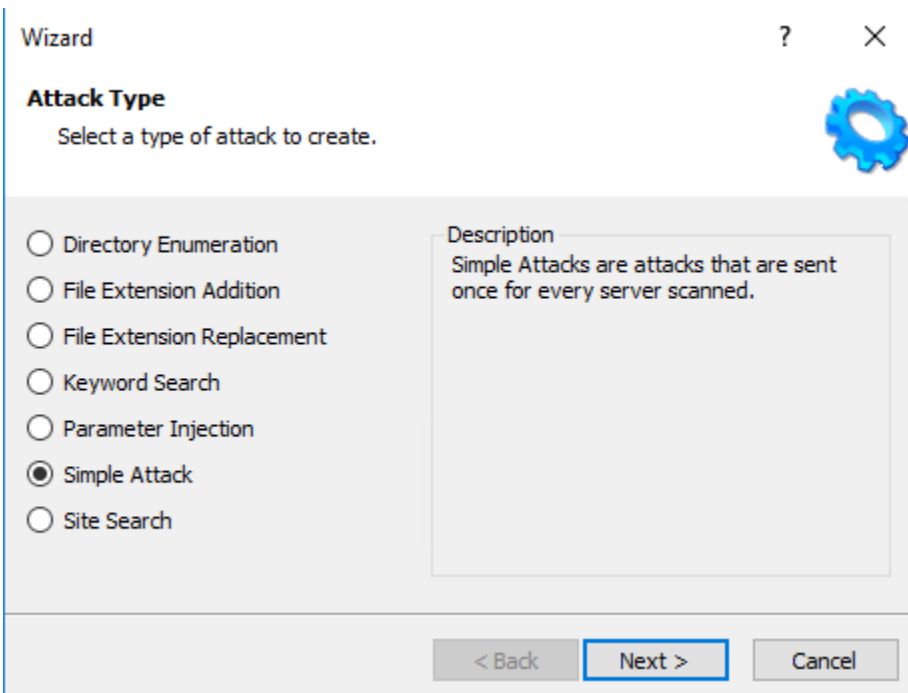 Wizard
?
Attack Type
Select a type of attack to create.
Directory Enumeration
File Extension Addition
File Extension Replacement
Keyword Search
Parameter Injection
Simple Attack
Site Search
Description
Simple Attacks are attacks that are sent
once for every server scanned.
< Back
Next >
Cancel